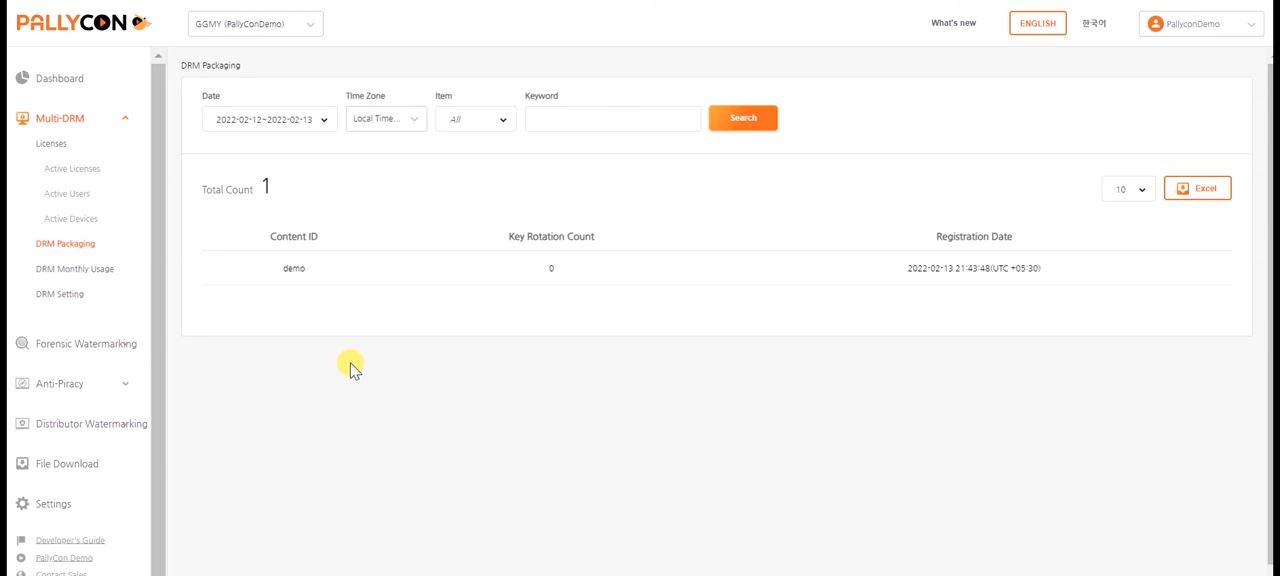 PALLYCON
GGMY (PallyConDemo)
What's new
ENGLISH
한국어
PallyconDemo
Dashboard
Multi-DRM
Licenses
Active Licenses
Active Users
Active Devices
DRM Packaging
DRM Monthly Usage
DRM Setting
Forensic Watermarking
Anti-Piracy
Distributor Watermarking
File Download
Settings
Developer's Guide
PallyCon Demo
Contact Sales
DRM Packaging
Date
Time Zone
Item
Keyword
2022-02-12~2022-02-13
Local Time...
All
Search
Total Count 1
10
Excel
Content ID
Key Rotation Count
Registration Date
demo
0
2022-02-13 21:43:48(UTC +05:30)